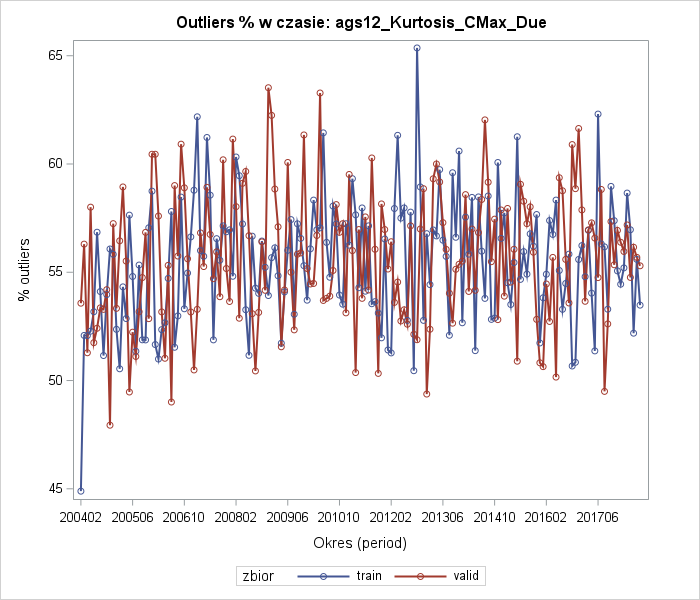 Outliers % w czasie: ags12_Kurtosis_CMax_Due
% outliers
65
60
55
50
45
200402 200506 200610 200802 200906 201010 201202 201306 201410 201602 201706
Okres (period)
zbior train valid